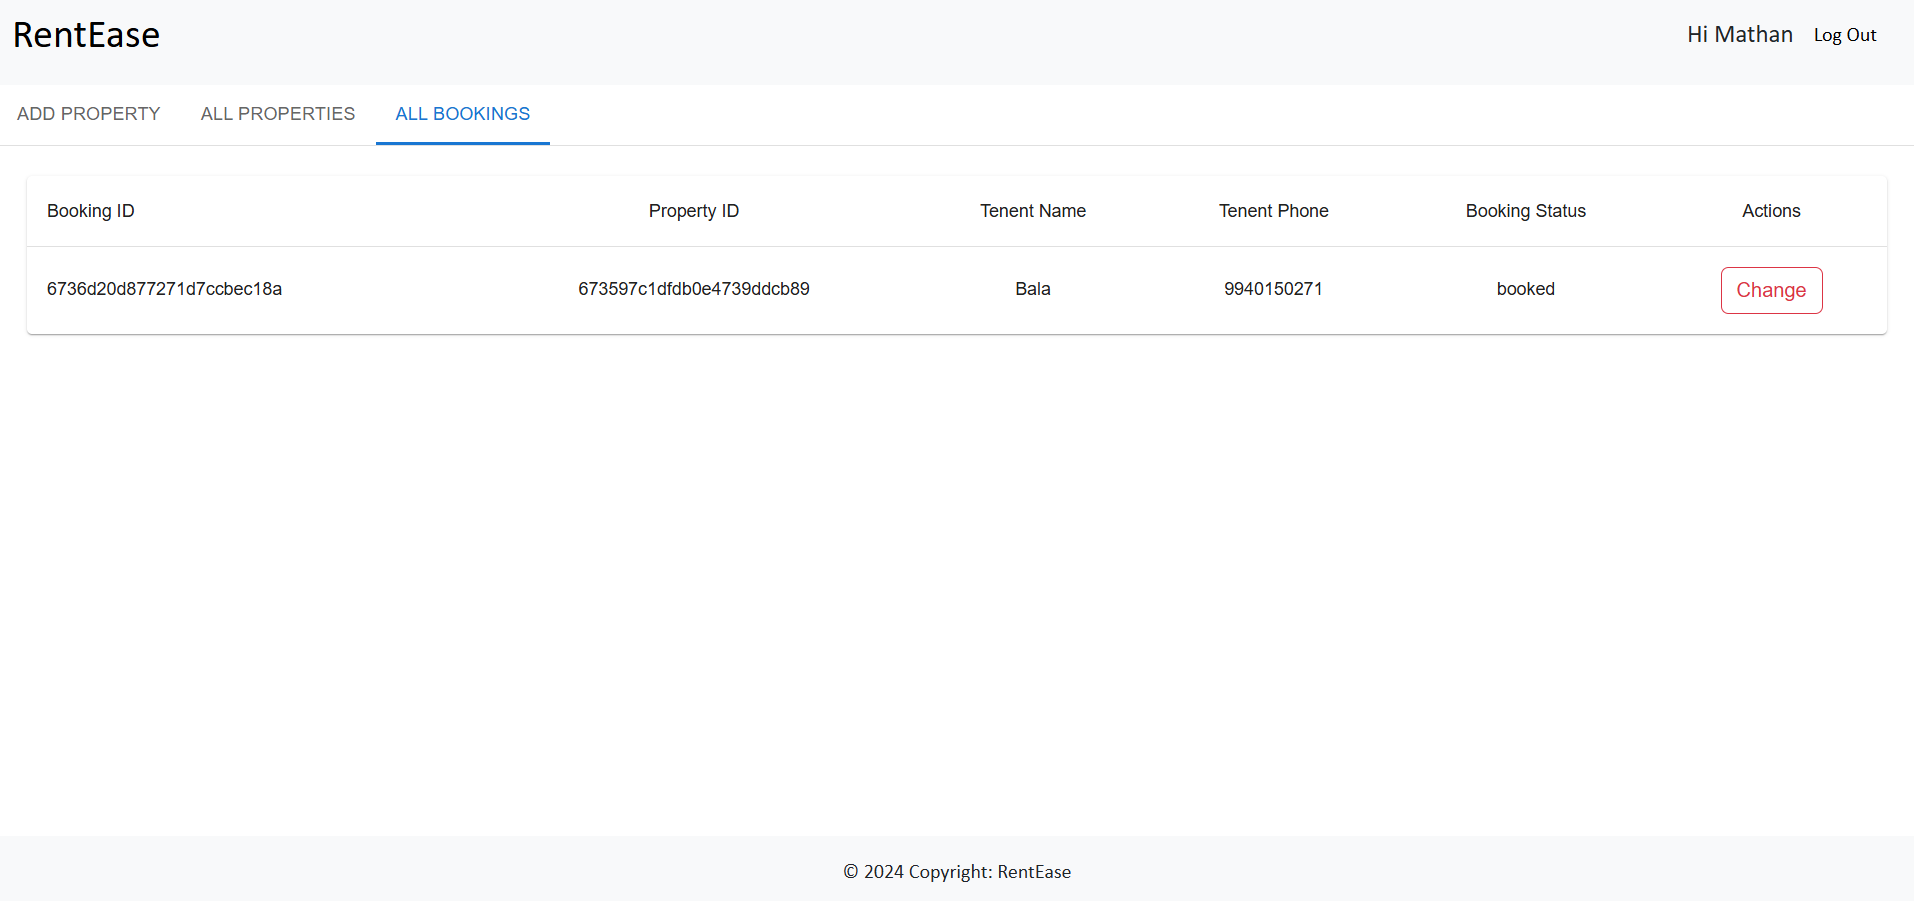 RentEase
Hi Mathan Log Out
ADD PROPERTY ALL PROPERTIES ALL BOOKINGS
Booking ID Property ID Tenent Name Tenent Phone Booking Status Actions
6736d20d877271d7ccbec18a 673597c1dfdb0e4739ddcb89 Bala 9940150271 booked Change
© 2024 Copyright: RentEase